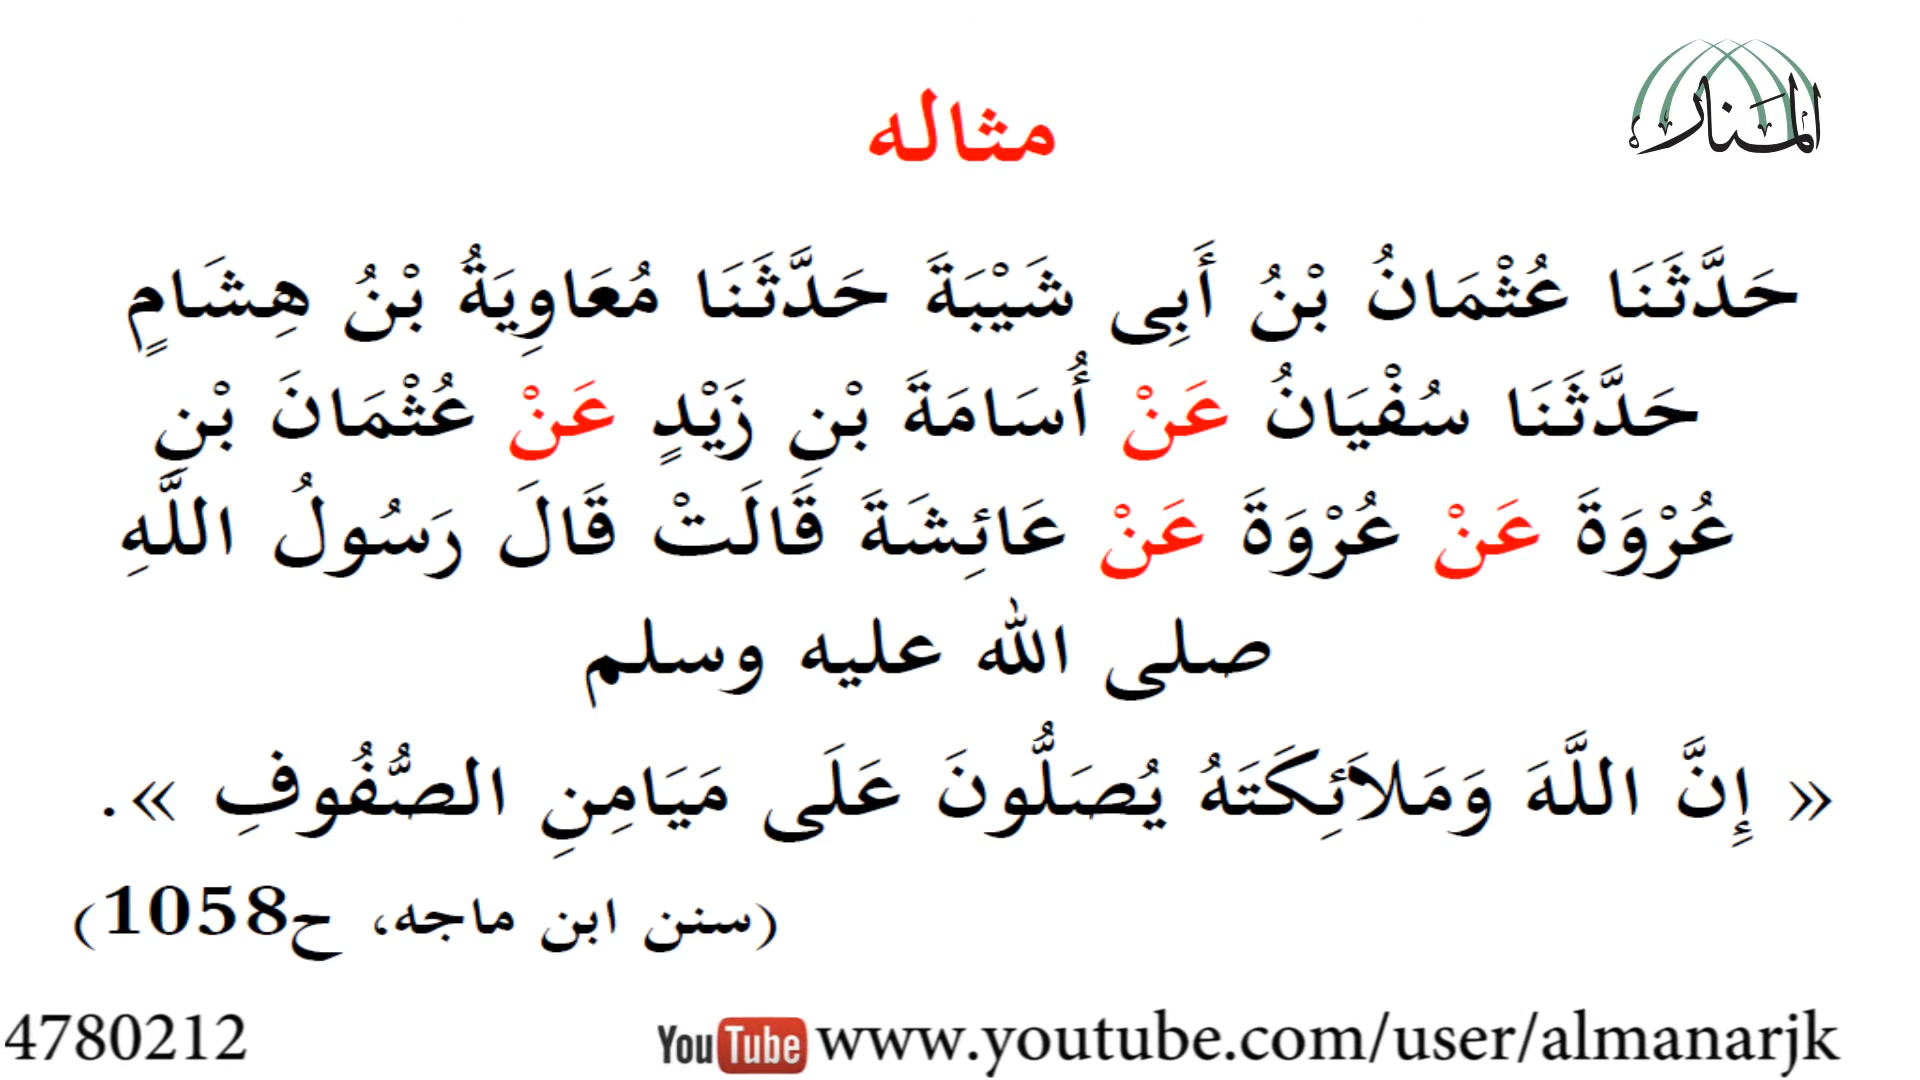 المنار
مثاله
حَدَّثَنَا عُثْمَانُ بْنُ أَبِى شَيْبَةَ حَدَّثَنَا مُعَاوِيَةُ بْنُ هِشَامٍ
حَدَّثَنَا سُفْيَانُ عَنْ أُسَامَةَ بْنِ زَيْدٍ عَنْ عُثْمَانَ بْنِ
عُرْوَةَ عَنْ عُرْوَةَ عَنْ عَائِشَةَ قَالَتْ قَالَ رَسُولُ اللَّهِ
صلى الله عليه وسلم
« إِنَّ اللَّهَ وَمَلاَئِكَتَهُ يُصَلُّونَ عَلَى مَيَامِنِ الصُّفُوفِ ».
(سنن ابن ماجه، ح1058)
4780212
YouTube www.youtube.com/user/almanarjk